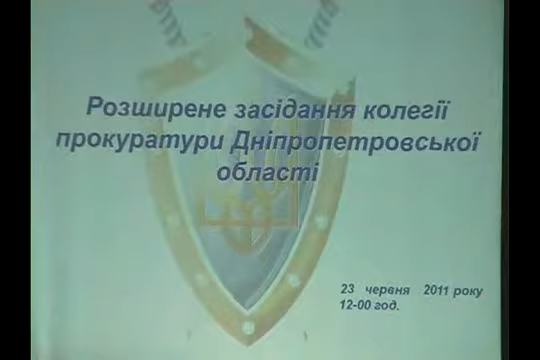 Розширене засідання колегії
прокуратури Дніпропетровської
області
23 червня 2011 року
12-00 год.